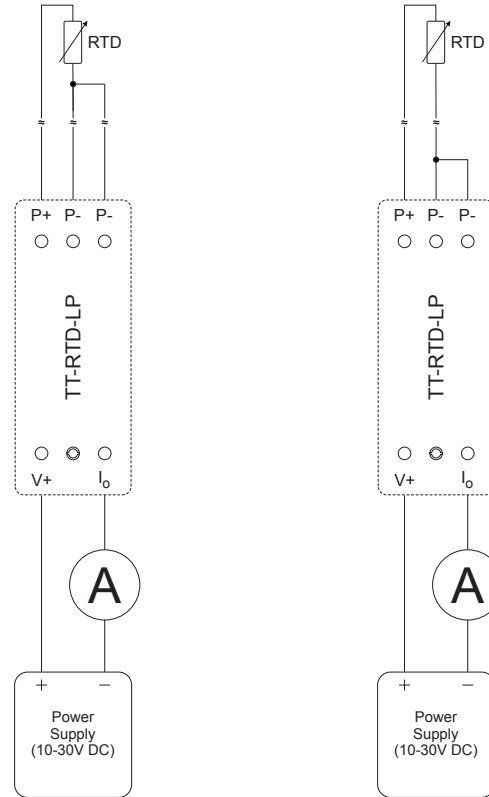 RTD
RTD
P+ P- P-
P+ P- P-
TT-RTD-LP
TT-RTD-LP
V+ Io
V+ Io
A
A
+ −
+ −
Power
Supply
(10-30V DC)
Power
Supply
(10-30V DC)